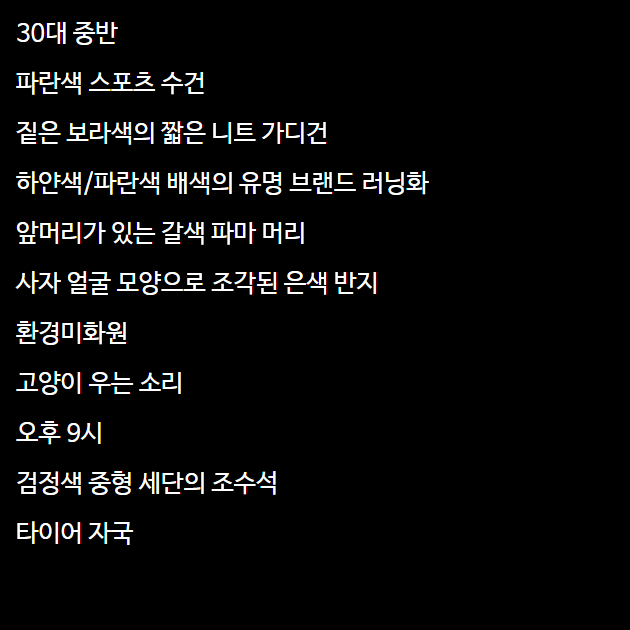 30대 중반
파란색 스포츠 수건
짙은 보라색의 짧은 니트 가디건
하얀색/파란색 배색의 유명 브랜드 러닝화
앞머리가 있는 갈색 파마 머리
사자 얼굴 모양으로 조각된 은색 반지
환경미화원
고양이 우는 소리
오후 9시
검정색 중형 세단의 조수석
타이어 자국